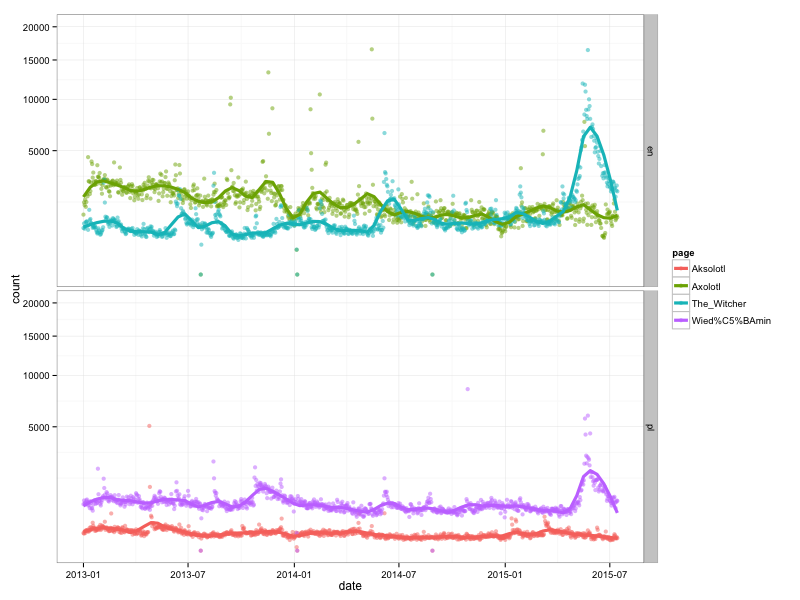 20000
15000
10000
5000
en
20000
15000
10000
5000
pl
count
2013-01 2013-07 2014-01 2014-07 2015-01 2015-07
date
page
Aksolotl
Axolotl
The_Witcher
Wied%C5%BAmin